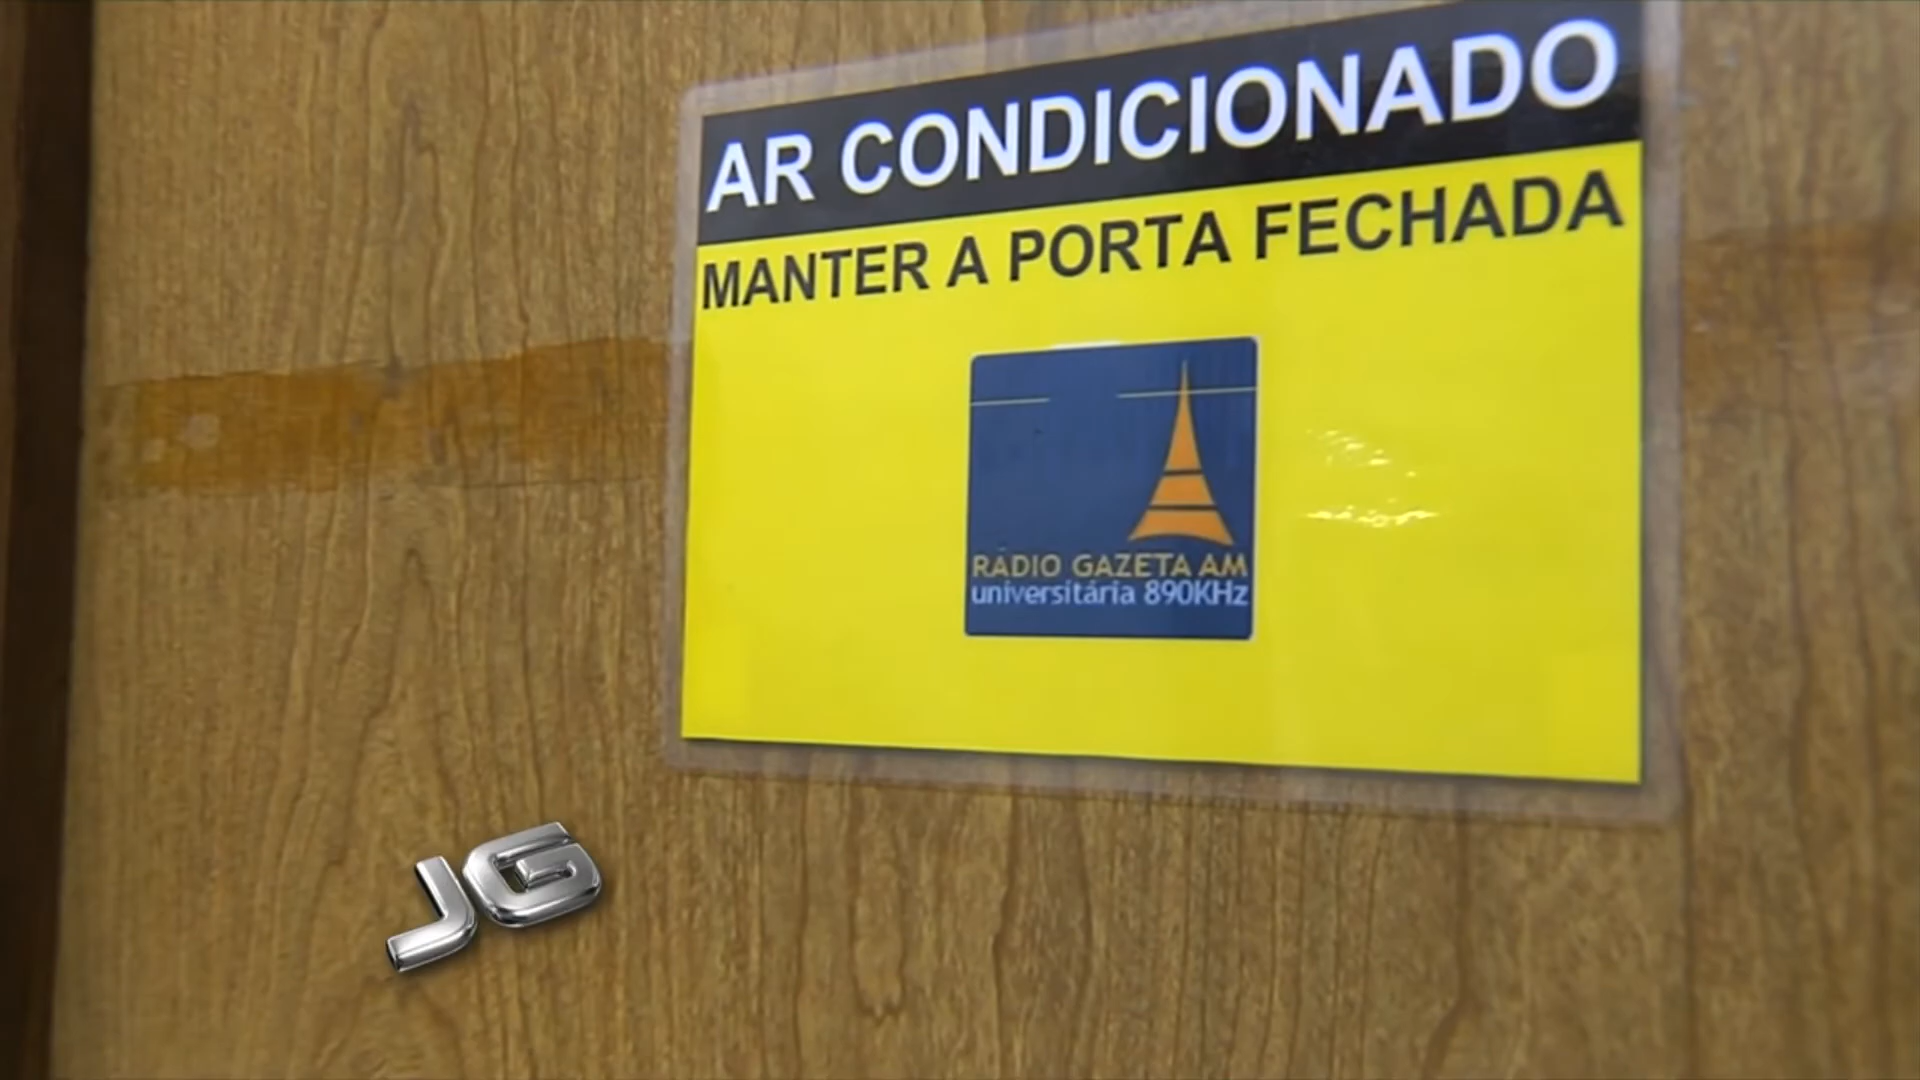 AR CONDICIONADO
MANTER A PORTA FECHADA
RÁDIO GAZETA AM
universitária 890KHz
JG